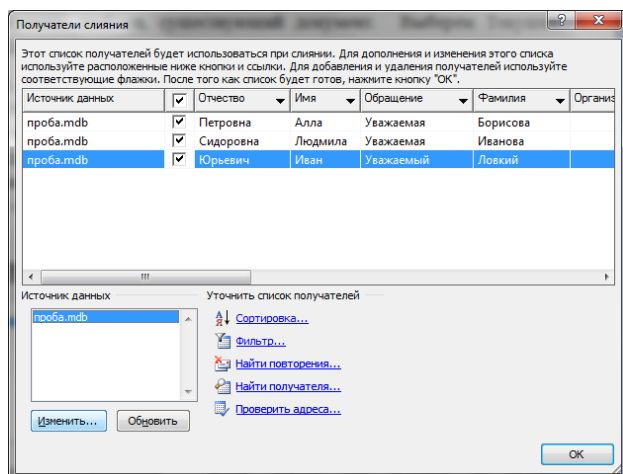 Получатели слияния
Этот список получателей будет использоваться при слиянии. Для дополнения и изменения этого списка
используйте расположенные ниже кнопки и ссылки. Для добавления и удаления получателей используйте
соответствующие флажки. После того как список будет готов, нажмите кнопку "ОК".
Источник данных Отчество Имя Обращение Фамилия Организ
проба.mdb Петровна Алла Уважаемая Борисова
проба.mdb Сидоровна Людмила Уважаемая Иванова
проба.mdb Юрьевич Иван Уважаемый Ловкий
Источник данных Уточнить список получателей
проба.mdb
Сортировка...
Фильтр...
Найти повторения...
Найти получателя...
Проверить адреса...
Изменить... Обновить
ОК